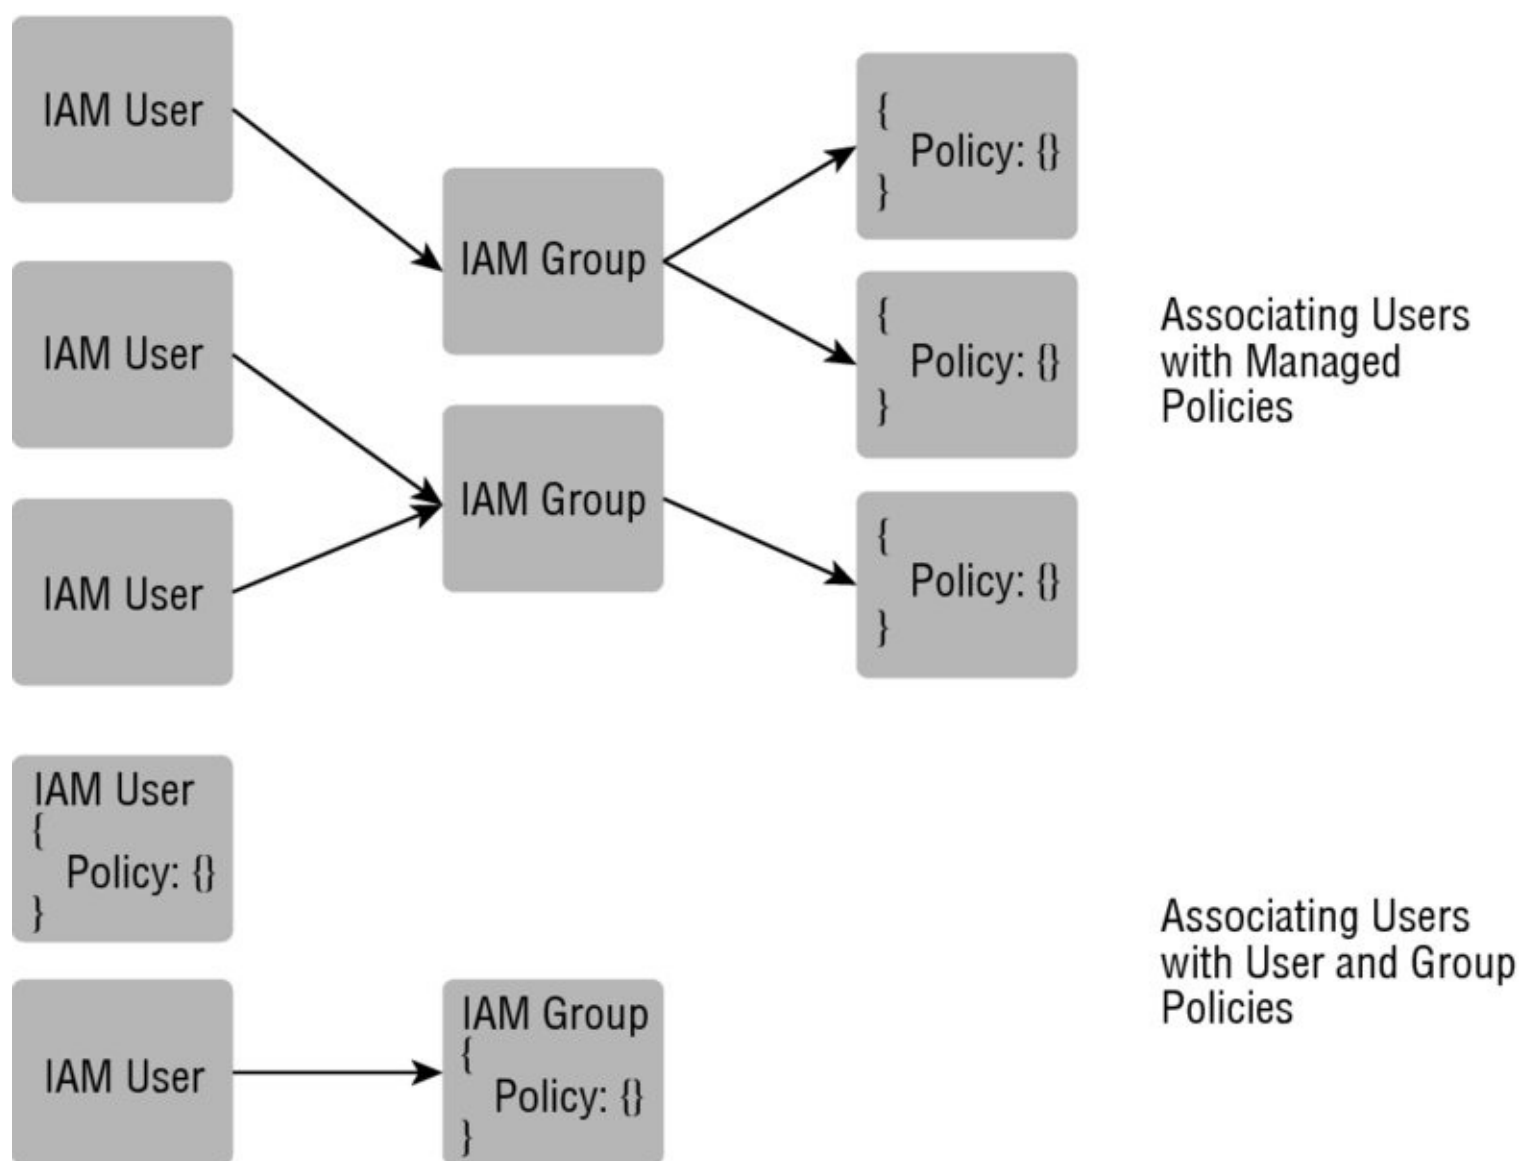 IAM User
IAM User
IAM User
IAM Group
IAM Group
{
Policy: {}
}
{
Policy: {}
}
{
Policy: {}
}
Associating Users
with Managed
Policies
IAM User
{
Policy: {}
}
IAM User
IAM Group
{
Policy: {}
}
Associating Users
with User and Group
Policies